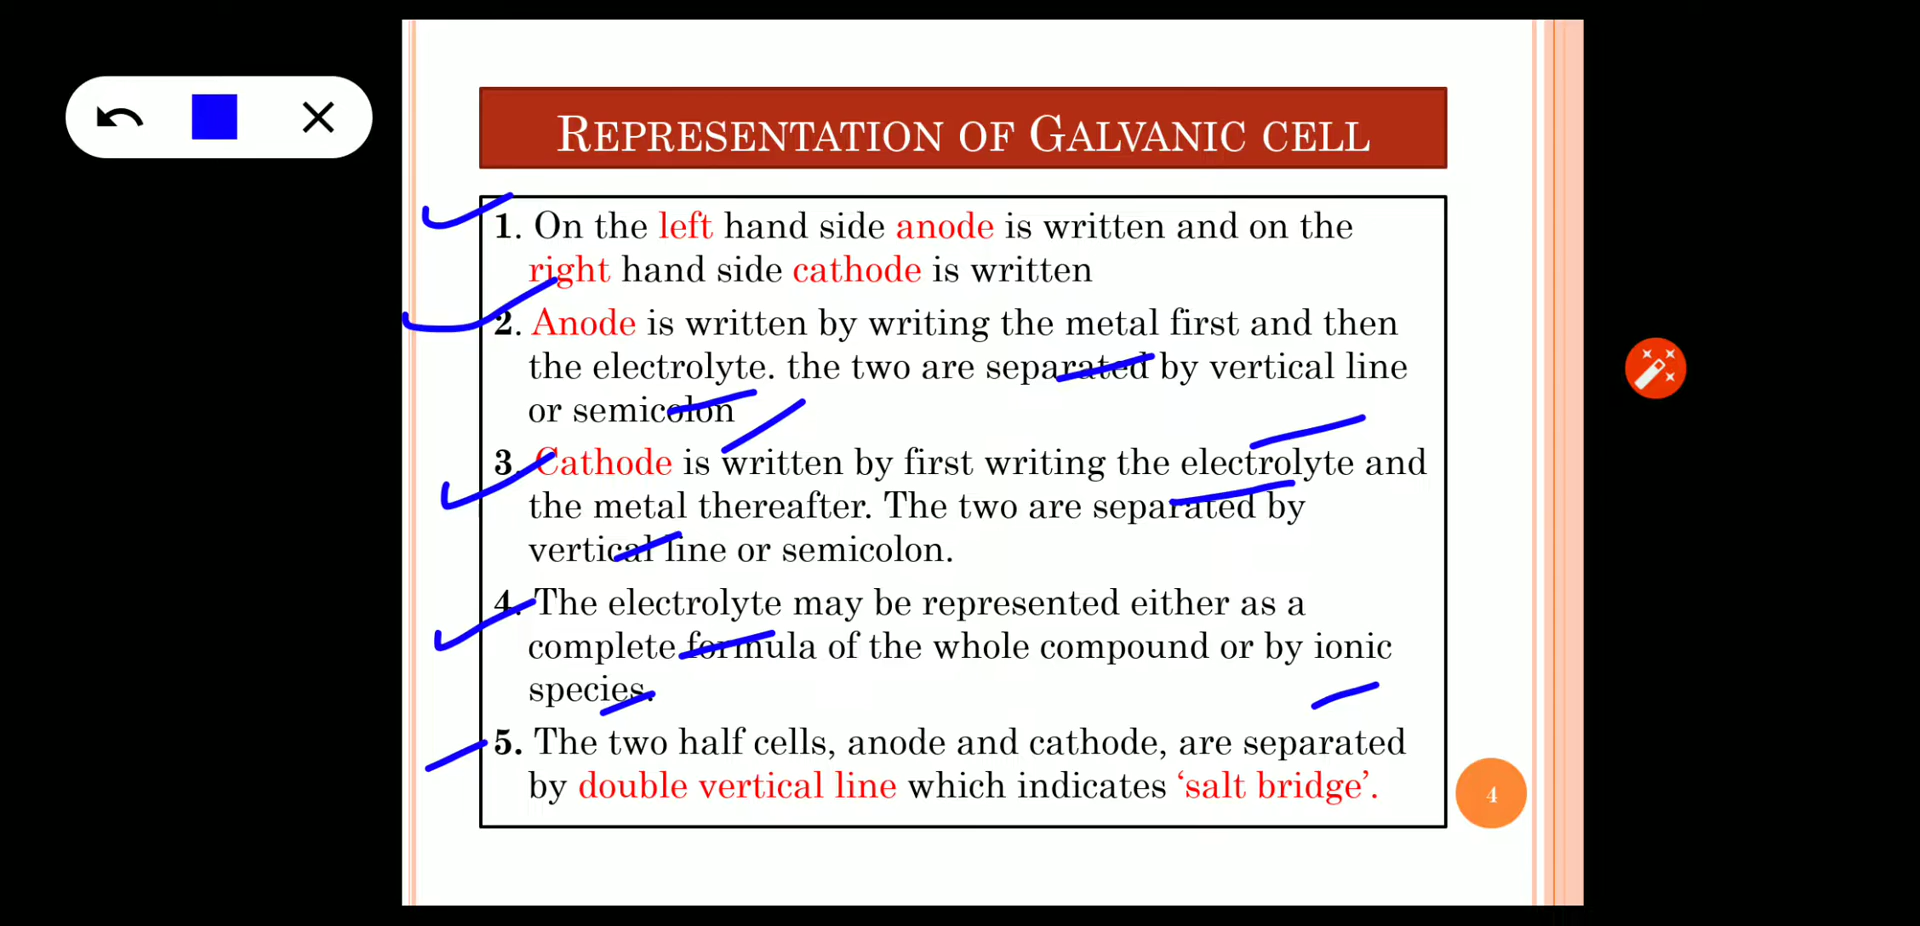 REPRESENTATION OF GALVANIC CELL
1. On the left hand side anode is written and on the
right hand side cathode is written
2. Anode is written by writing the metal first and then
the electrolyte. the two are separated by vertical line
or semicolon
3. Cathode is written by first writing the electrolyte and
the metal thereafter. The two are separated by
vertical line or semicolon.
4. The electrolyte may be represented either as a
complete formula of the whole compound or by ionic
species.
5. The two half cells, anode and cathode, are separated
by double vertical line which indicates ‘salt bridge’.
4